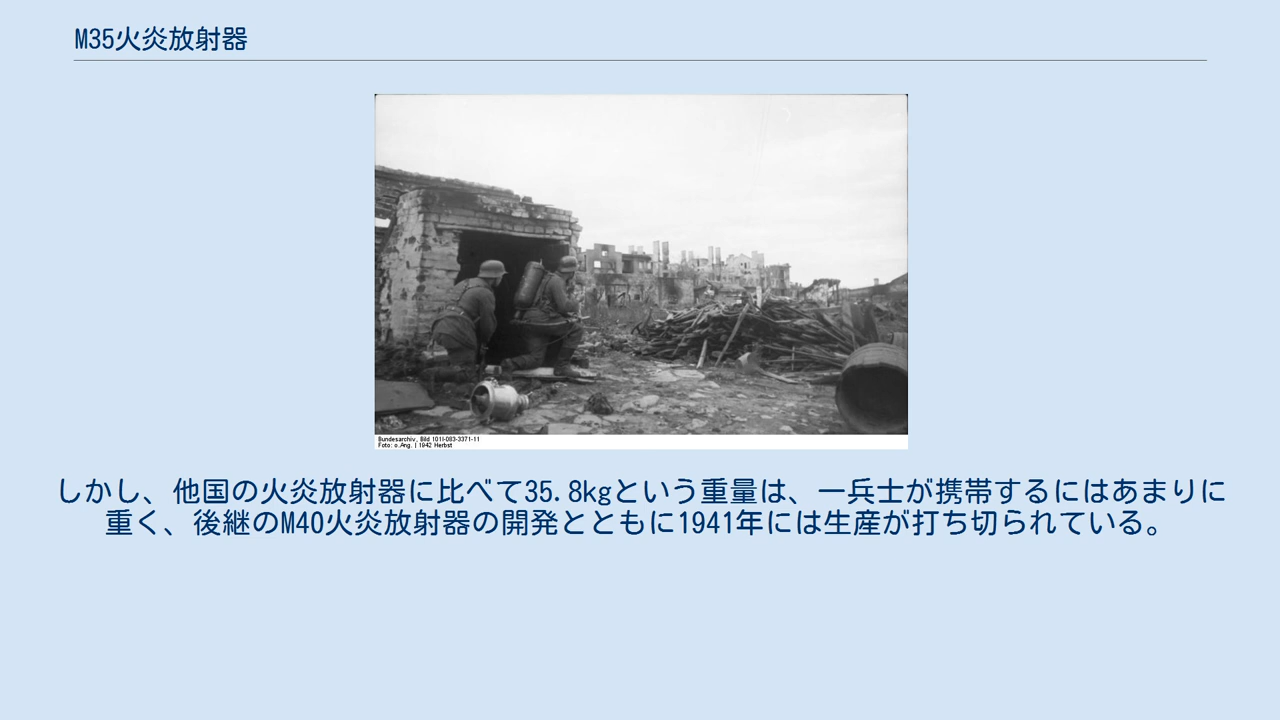 M35火炎放射器
Bundesarchiv, Bild 101I-083-3371-11
Foto: o.Ang. | 1942 Herbst
しかし、他国の火炎放射器に比べて35.8kgという重量は、一兵士が携帯するにはあまりに
重く、後継のM40火炎放射器の開発とともに1941年には生産が打ち切られている。